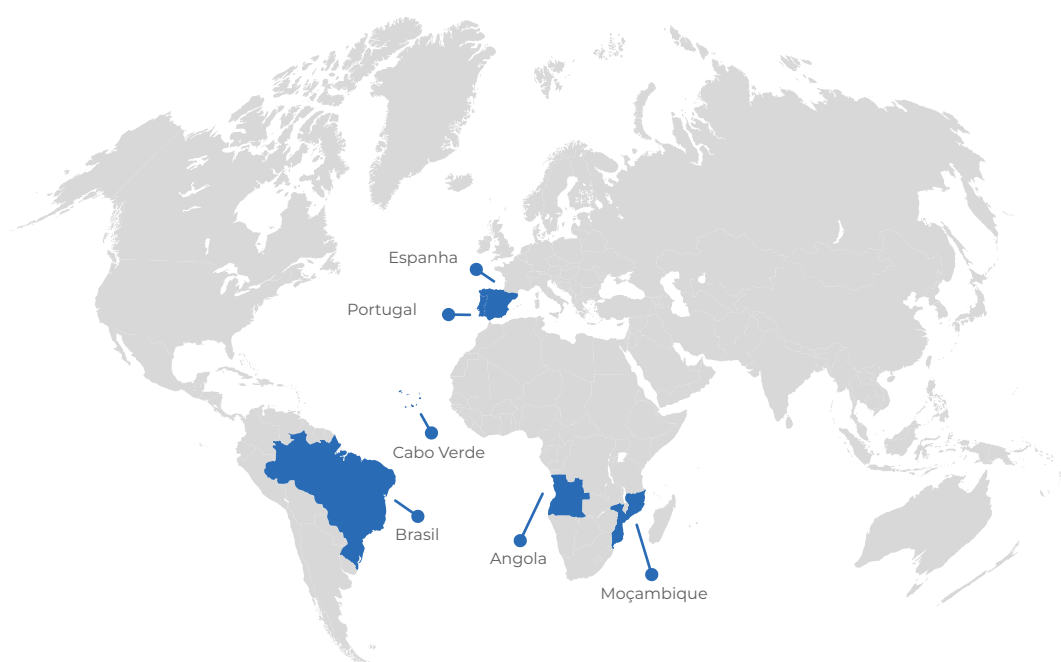 Espanha
Portugal
Cabo Verde
Brasil
Angola
Moçambique